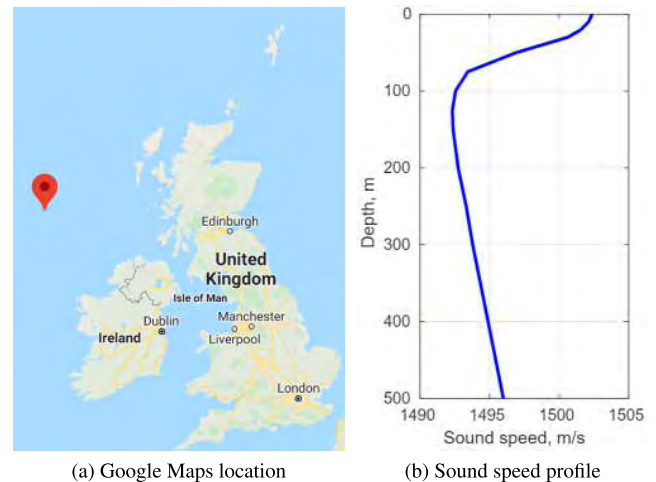 Edinburgh
United
Kingdom
Isle of Man
Manchester
Dublin
Ireland
Liverpool
London
(a) Google Maps location
0
100
200
300
400
500
Depth, m
1490
1495
1500
1505
Sound speed, m/s
(b) Sound speed profile